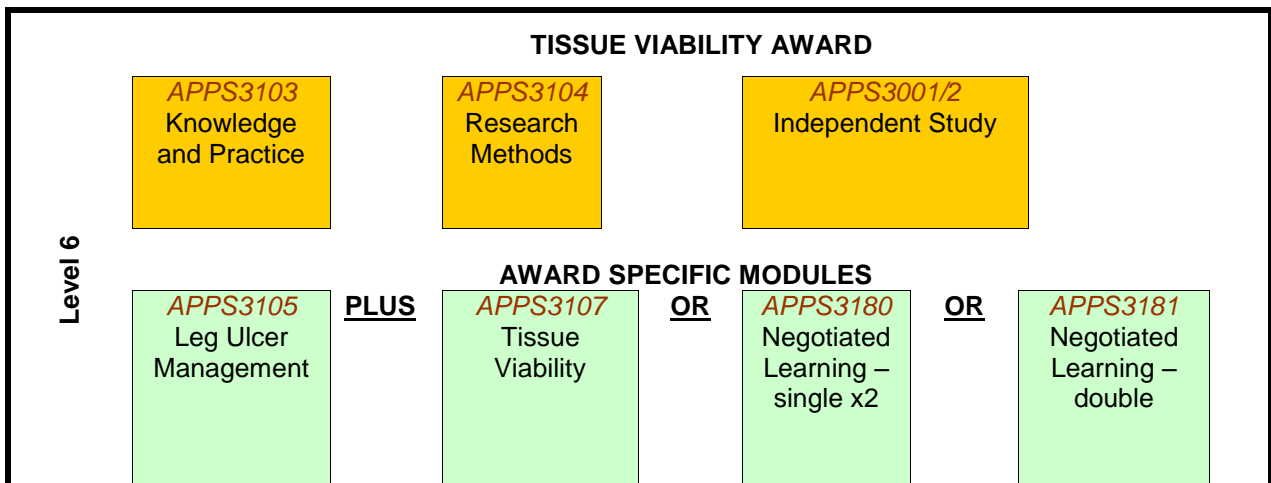 TISSUE VIABILITY AWARD
APPS3103
Knowledge
and Practice
APPS3104
Research
Methods
APPS3001/2
Independent Study
Level 6
AWARD SPECIFIC MODULES
APPS3105
Leg Ulcer
Management
PLUS
APPS3107
Tissue
Viability
OR
APPS3180
Negotiated
Learning –
single x2
OR
APPS3181
Negotiated
Learning –
double